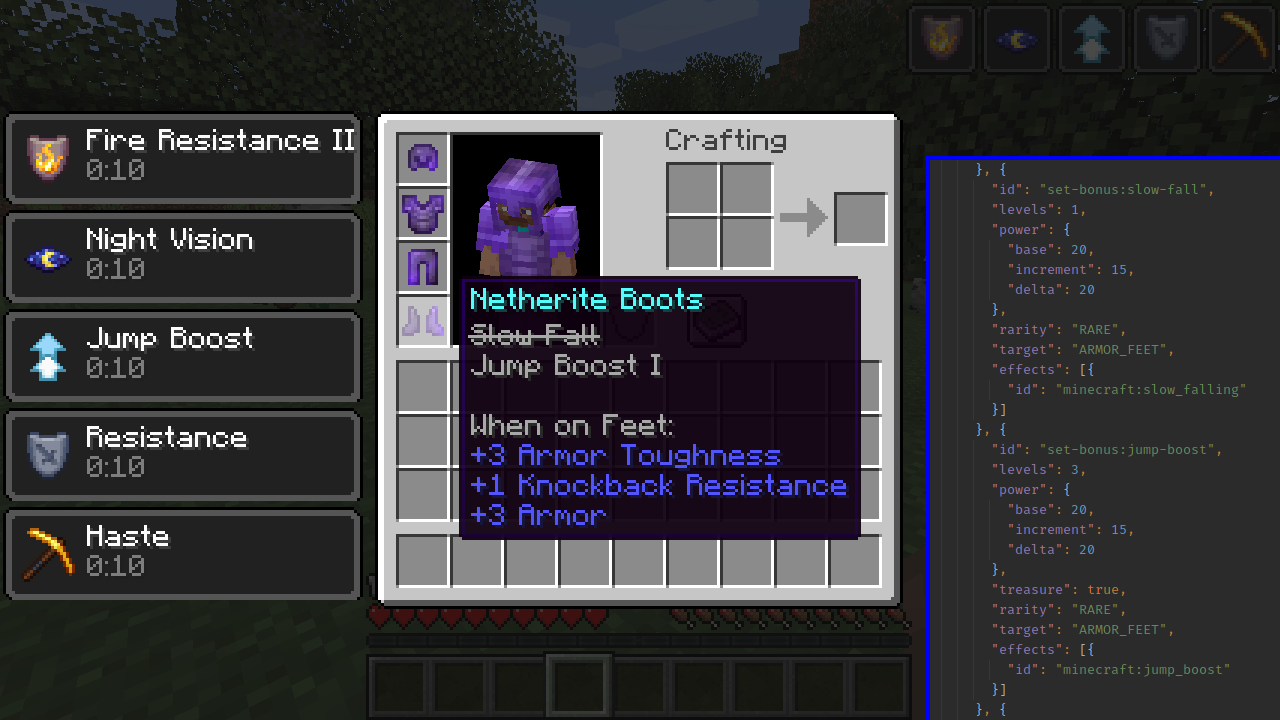 Fire Resistance II
0:10
Night Vision
0:10
Jump Boost
0:10
Resistance
0:10
Haste
0:10
Crafting
Netherite Boots
Slow Fall
Jump Boost I
When on Feet:
+3 Armor Toughness
+1 Knockback Resistance
+3 Armor
}, {
"id": "set-bonus:slow-fall",
"levels": 1,
"power": {
"base": 20,
"increment": 15,
"delta": 20
},
"rarity": "RARE",
"target": "ARMOR_FEET",
"effects": [{
"id": "minecraft:slow_falling"
}]
}, {
"id": "set-bonus:jump-boost",
"levels": 3,
"power": {
"base": 20,
"increment": 15,
"delta": 20
},
"treasure": true,
"rarity": "RARE",
"target": "ARMOR_FEET",
"effects": [{
"id": "minecraft:jump_boost"
}]
}, {